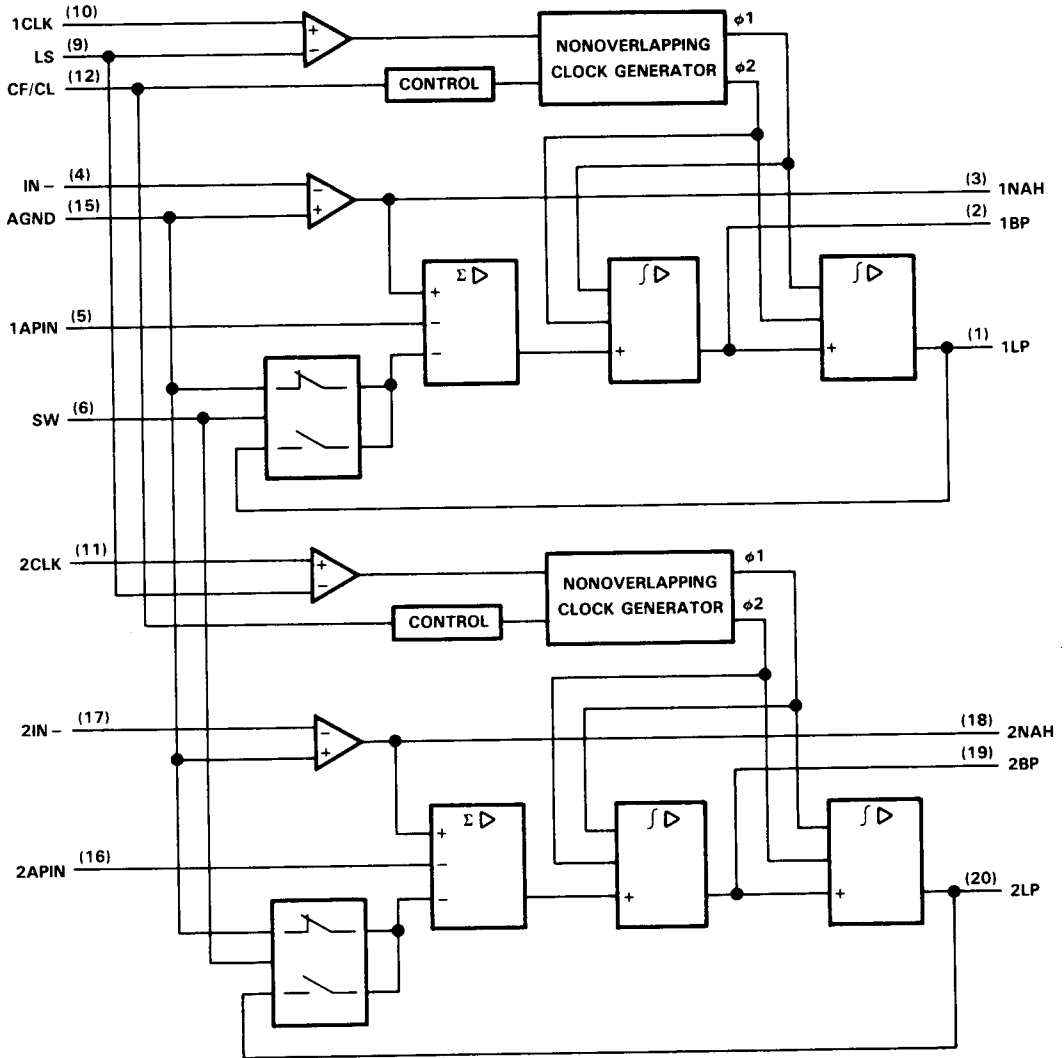 1CLK (10)
+
−
LS (9)
CF/CL (12)
CONTROL
NONOVERLAPPING
CLOCK GENERATOR
ϕ1
ϕ2
IN − (4)
−
+
AGND (15)
(3) 1NAH
(2) 1BP
Σ ▷
+
−
−
∫ ▷
+
∫ ▷
+
1APIN (5)
(1) 1LP
SW (6)
2CLK (11)
+
−
CONTROL
NONOVERLAPPING
CLOCK GENERATOR
ϕ1
ϕ2
2IN − (17)
−
+
(18) 2NAH
(19) 2BP
Σ ▷
+
−
−
∫ ▷
+
∫ ▷
+
2APIN (16)
(20) 2LP